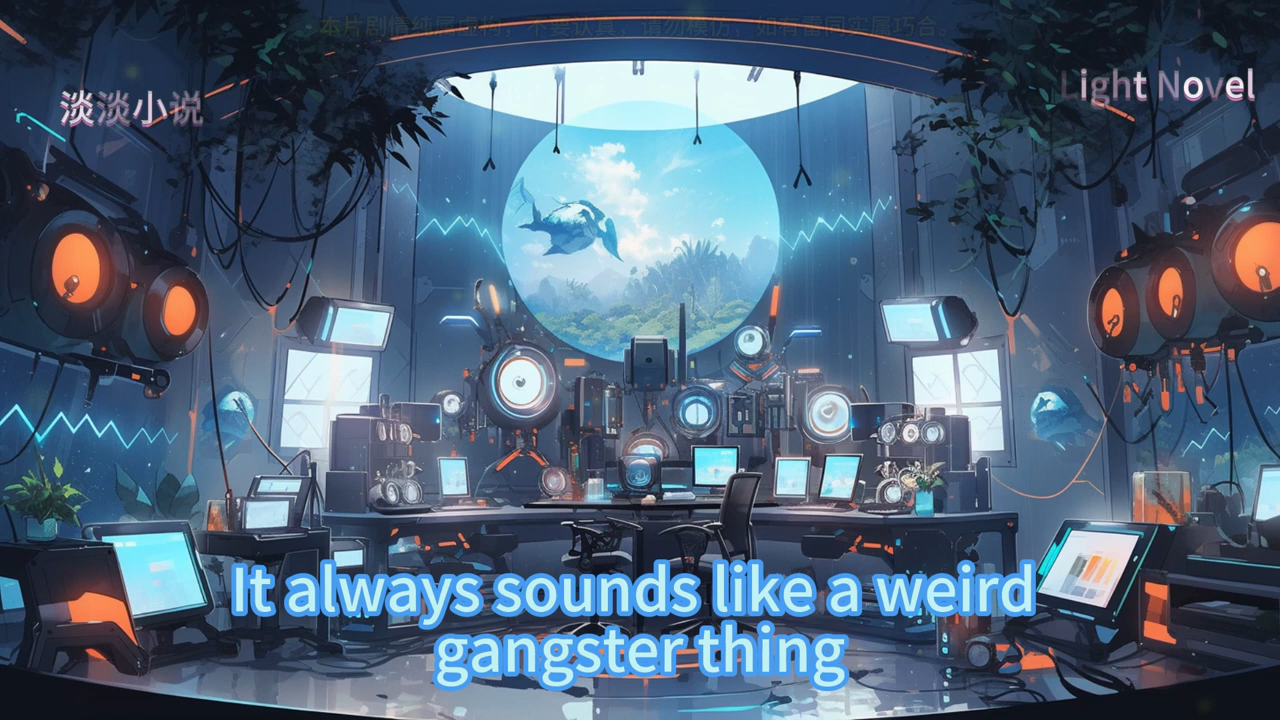 本片剧情纯属虚构，不要认真，请勿模仿，如有雷同实属巧合。
淡淡小说
Light Novel
It always sounds like a weird
gangster thing